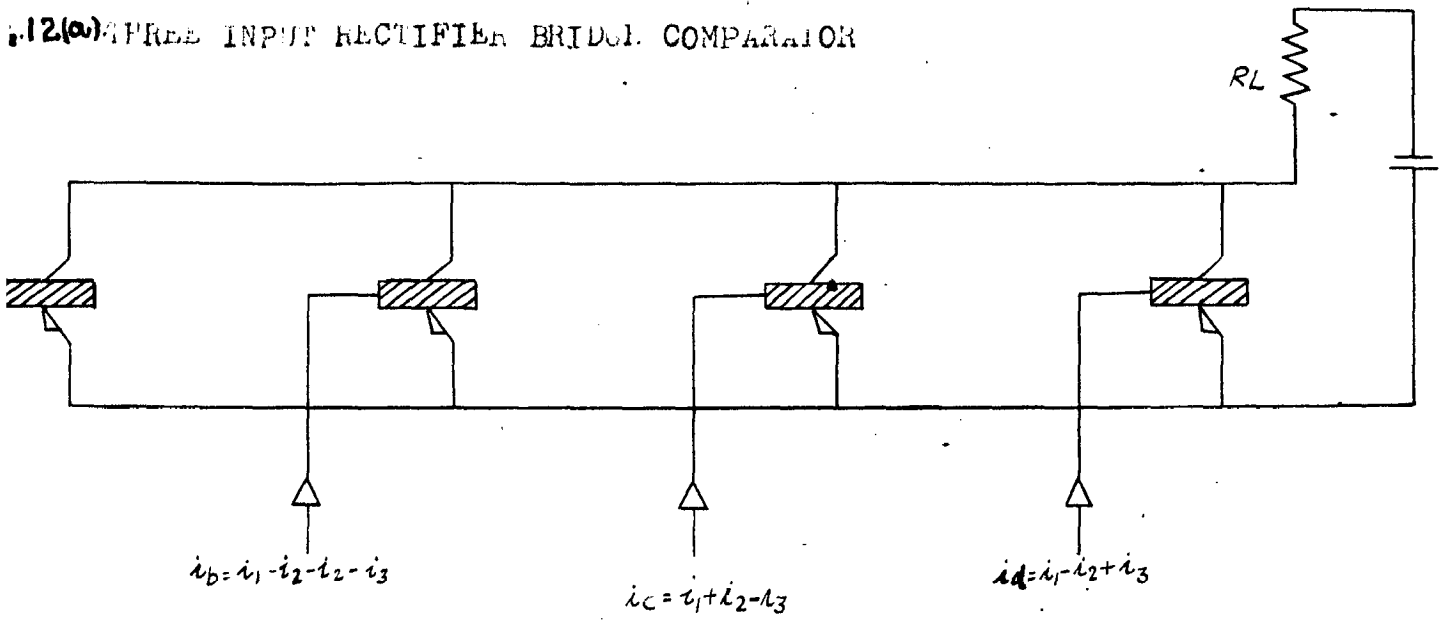 .12(a) THREE INPUT RECTIFIER BRIDGE COMPARATOR
RL
ib=i1-i2-i2-i3
ic=i1+i2-i3
id=i1-i2+i3